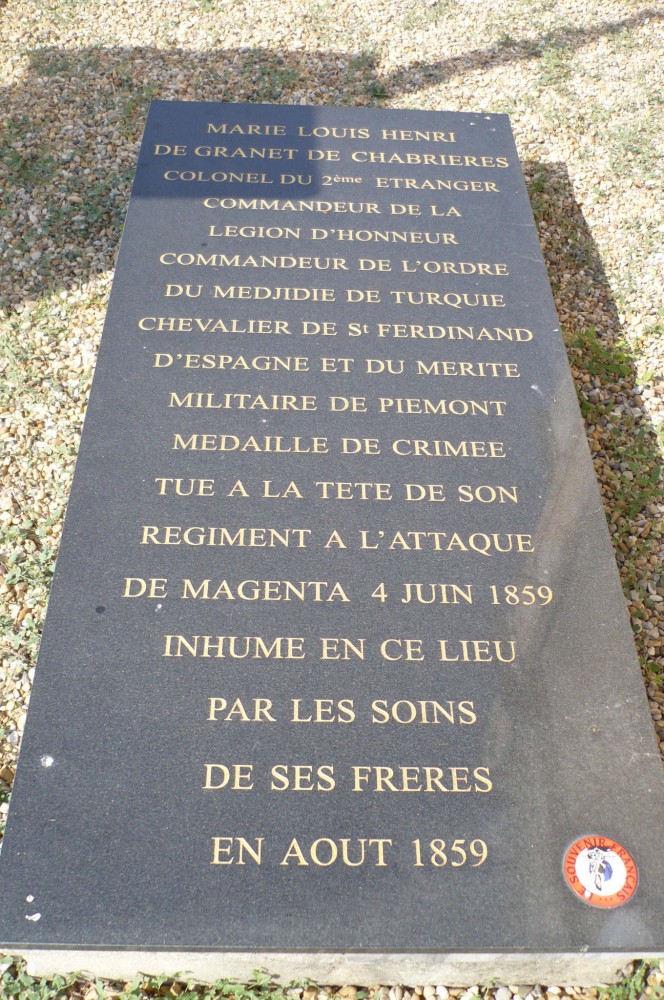 MARIE LOUIS HENRI
DE GRANET DE CHABRIERES
COLONEL DU 2ème ETRANGER
COMMANDEUR DE LA
LEGION D'HONNEUR
COMMANDEUR DE L'ORDRE
DU MEDJIDIE DE TURQUIE
CHEVALIER DE St FERDINAND
D'ESPAGNE ET DU MERITE
MILITAIRE DE PIEMONT
MEDAILLE DE CRIMEE
TUE A LA TETE DE SON
REGIMENT A L'ATTAQUE
DE MAGENTA 4 JUIN 1859
INHUME EN CE LIEU
PAR LES SOINS
DE SES FRERES
EN AOUT 1859
LE SOUVENIR FRANÇAIS